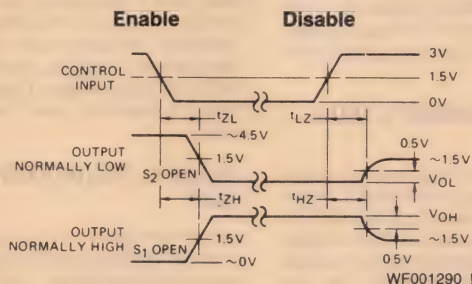 Enable Disable
CONTROL INPUT
3V
1.5V
0V
tZL tLZ
~4.5V
0.5V
OUTPUT NORMALLY LOW
1.5V
~1.5V
S2 OPEN
VOL
tZH tHZ
VOH
OUTPUT NORMALLY HIGH
S1 OPEN
1.5V
~1.5V
~0V
0.5V
WF001290